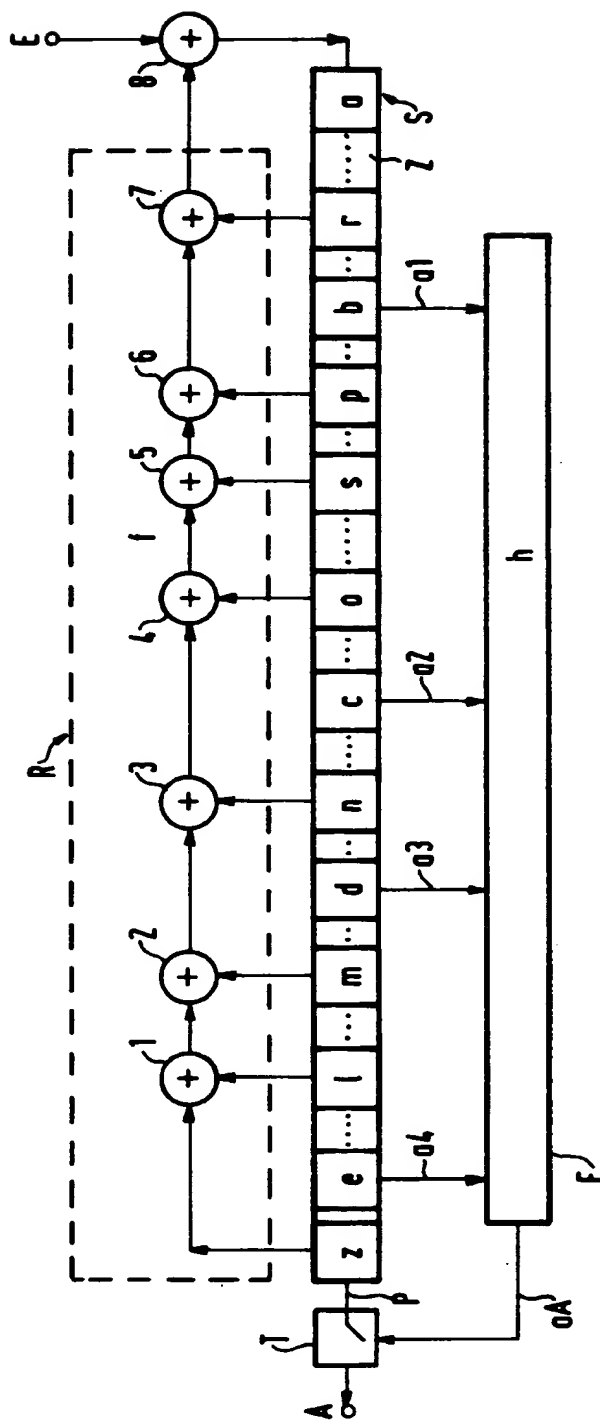 R
E
1 2 3 4 f 5 6 7 8
+ + + + + + + +
T
A
P
z e ..... l .... m ... d ... n .... c .... o ...... s ... p ... b ... r ..... a
Z
S
a4 a3 a2 a1
h
aA
F